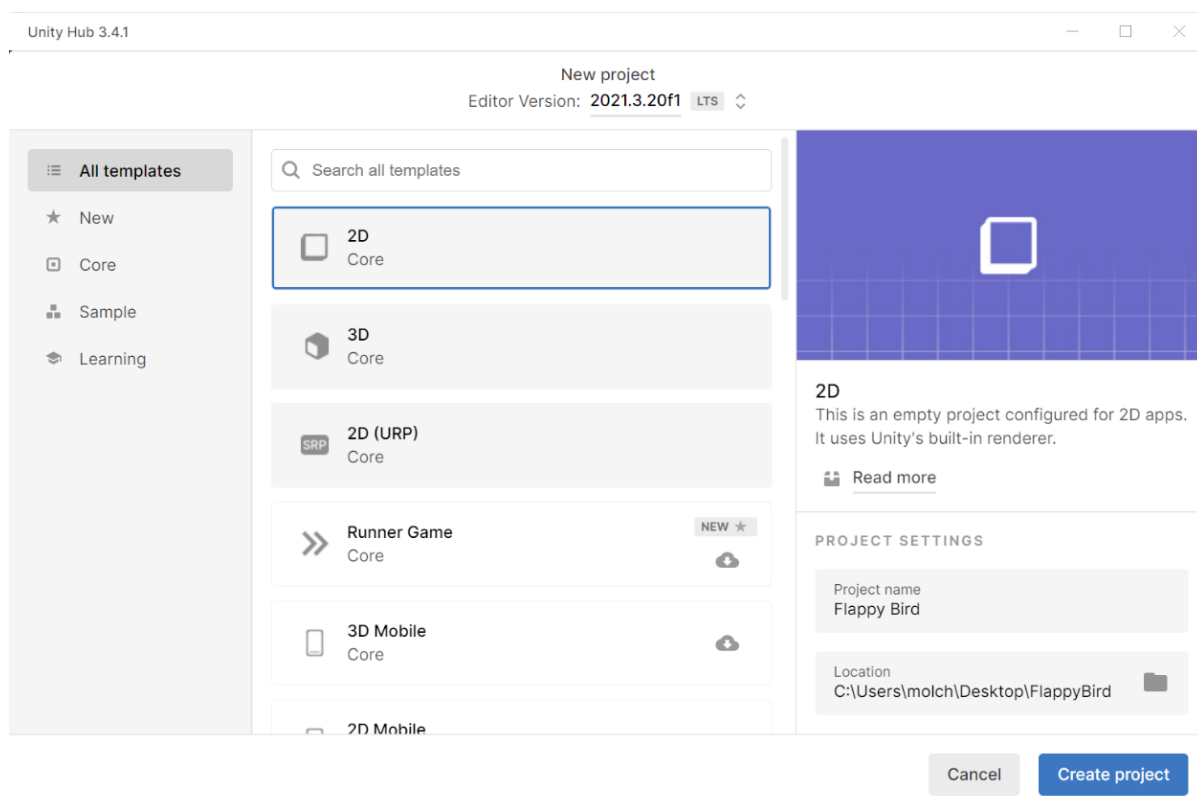 Unity Hub 3.4.1
New project
Editor Version: 2021.3.20f1 LTS
All templates
New
Core
Sample
Learning
Search all templates
2D
Core
3D
Core
SRP
2D (URP)
Core
Runner Game
Core
NEW
3D Mobile
Core
2D Mobile
2D
This is an empty project configured for 2D apps.
It uses Unity's built-in renderer.
Read more
PROJECT SETTINGS
Project name
Flappy Bird
Location
C:\Users\molch\Desktop\FlappyBird
Cancel
Create project